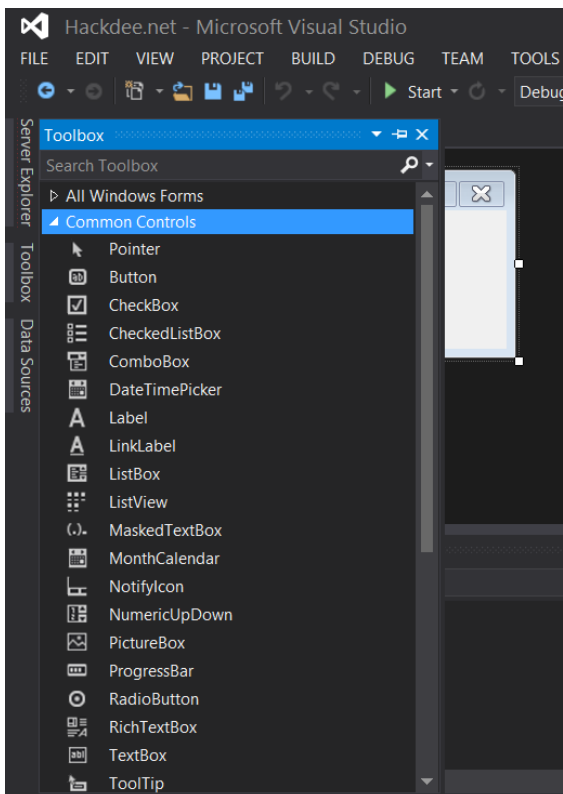 Hackdee.net - Microsoft Visual Studio
FILE EDIT VIEW PROJECT BUILD DEBUG TEAM TOOLS
Start Debug
Server Explorer
Toolbox
Data Sources
Toolbox
Search Toolbox
All Windows Forms
Common Controls
Pointer
Button
CheckBox
CheckedListBox
ComboBox
DateTimePicker
Label
LinkLabel
ListBox
ListView
MaskedTextBox
MonthCalendar
NotifyIcon
NumericUpDown
PictureBox
ProgressBar
RadioButton
RichTextBox
TextBox
ToolTip